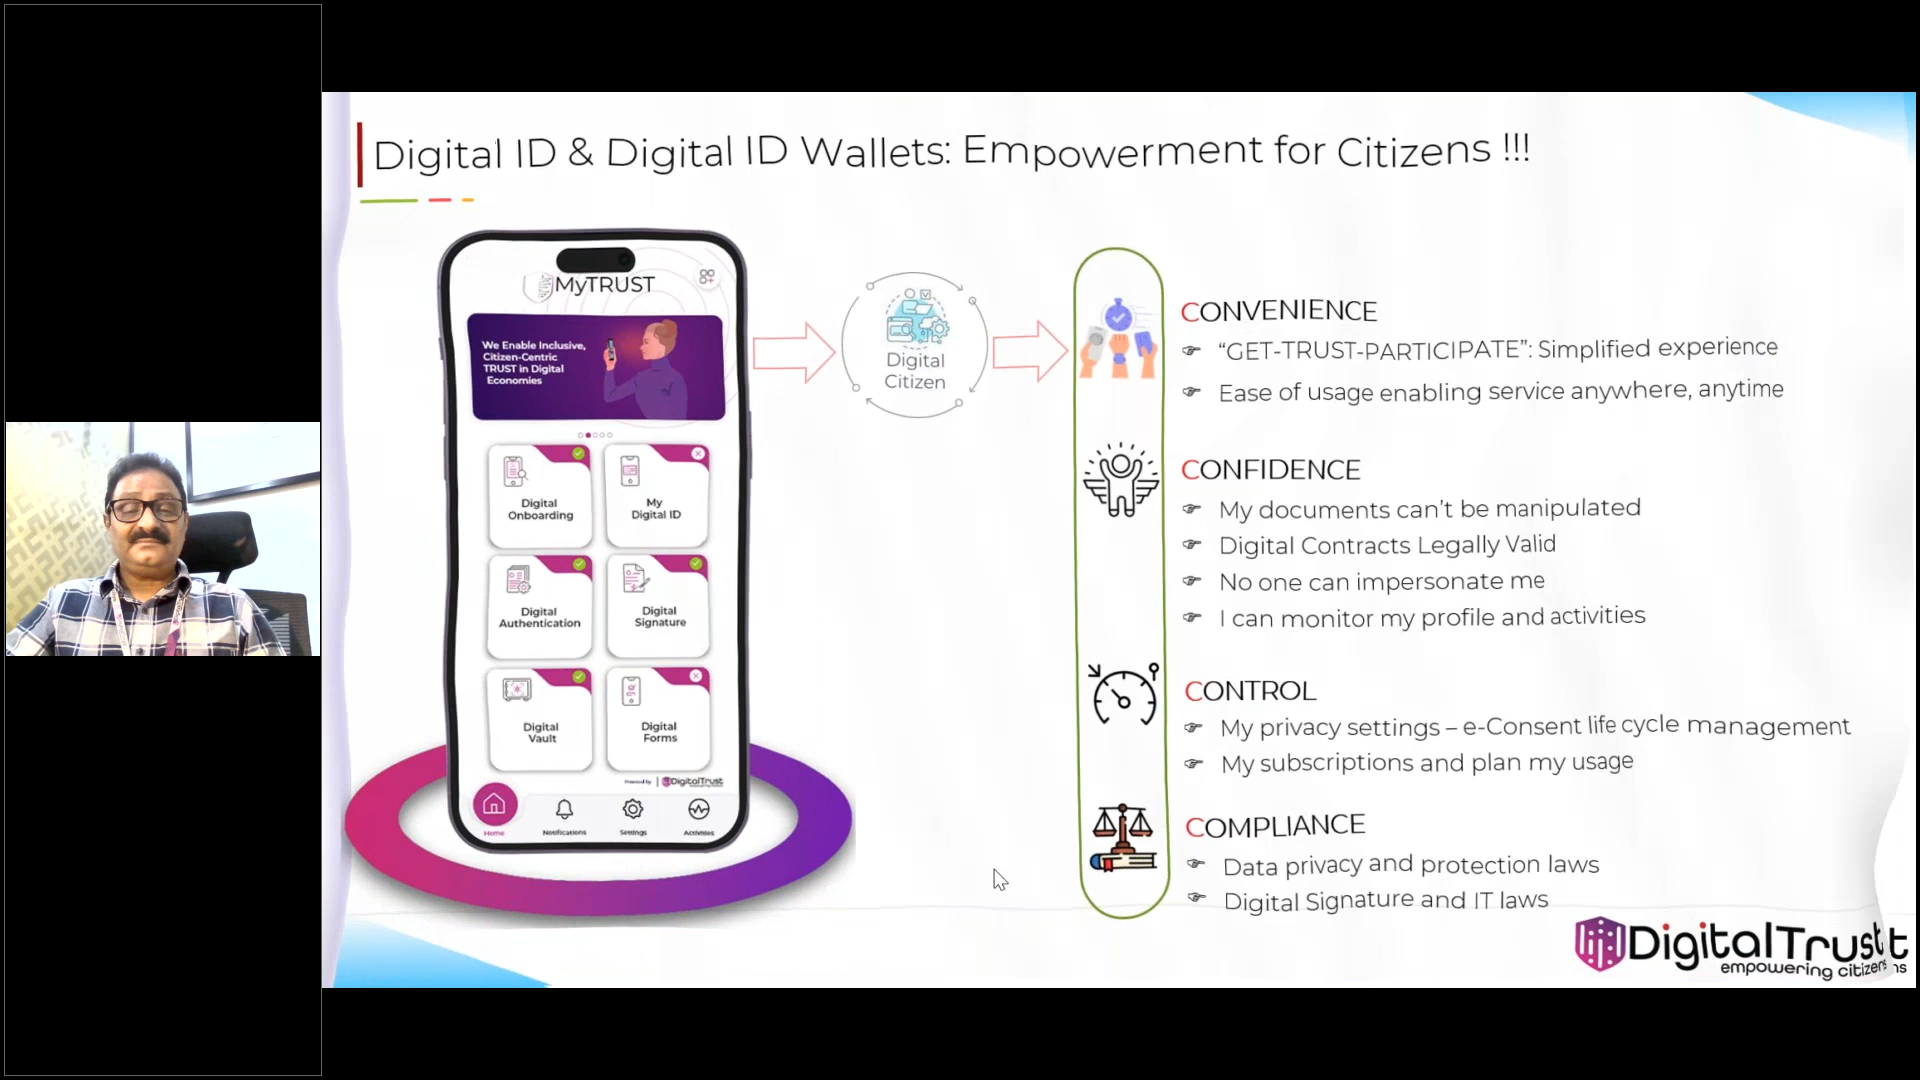 Digital ID & Digital ID Wallets: Empowerment for Citizens !!!
MyTRUST
We Enable Inclusive,
Citizen-Centric
TRUST in Digital
Economies
Digital
Onboarding
My
Digital ID
Digital
Authentication
Digital
Signature
Digital
Vault
Digital
Forms
Powered by DigitalTrust
empowering citizens
Home
Notifications
Settings
Activities
Digital
Citizen
CONVENIENCE
“GET-TRUST-PARTICIPATE”: Simplified experience
Ease of usage enabling service anywhere, anytime
CONFIDENCE
My documents can’t be manipulated
Digital Contracts Legally Valid
No one can impersonate me
I can monitor my profile and activities
CONTROL
My privacy settings – e-Consent life cycle management
My subscriptions and plan my usage
COMPLIANCE
Data privacy and protection laws
Digital Signature and IT laws
DigitalTrust
empowering citizens